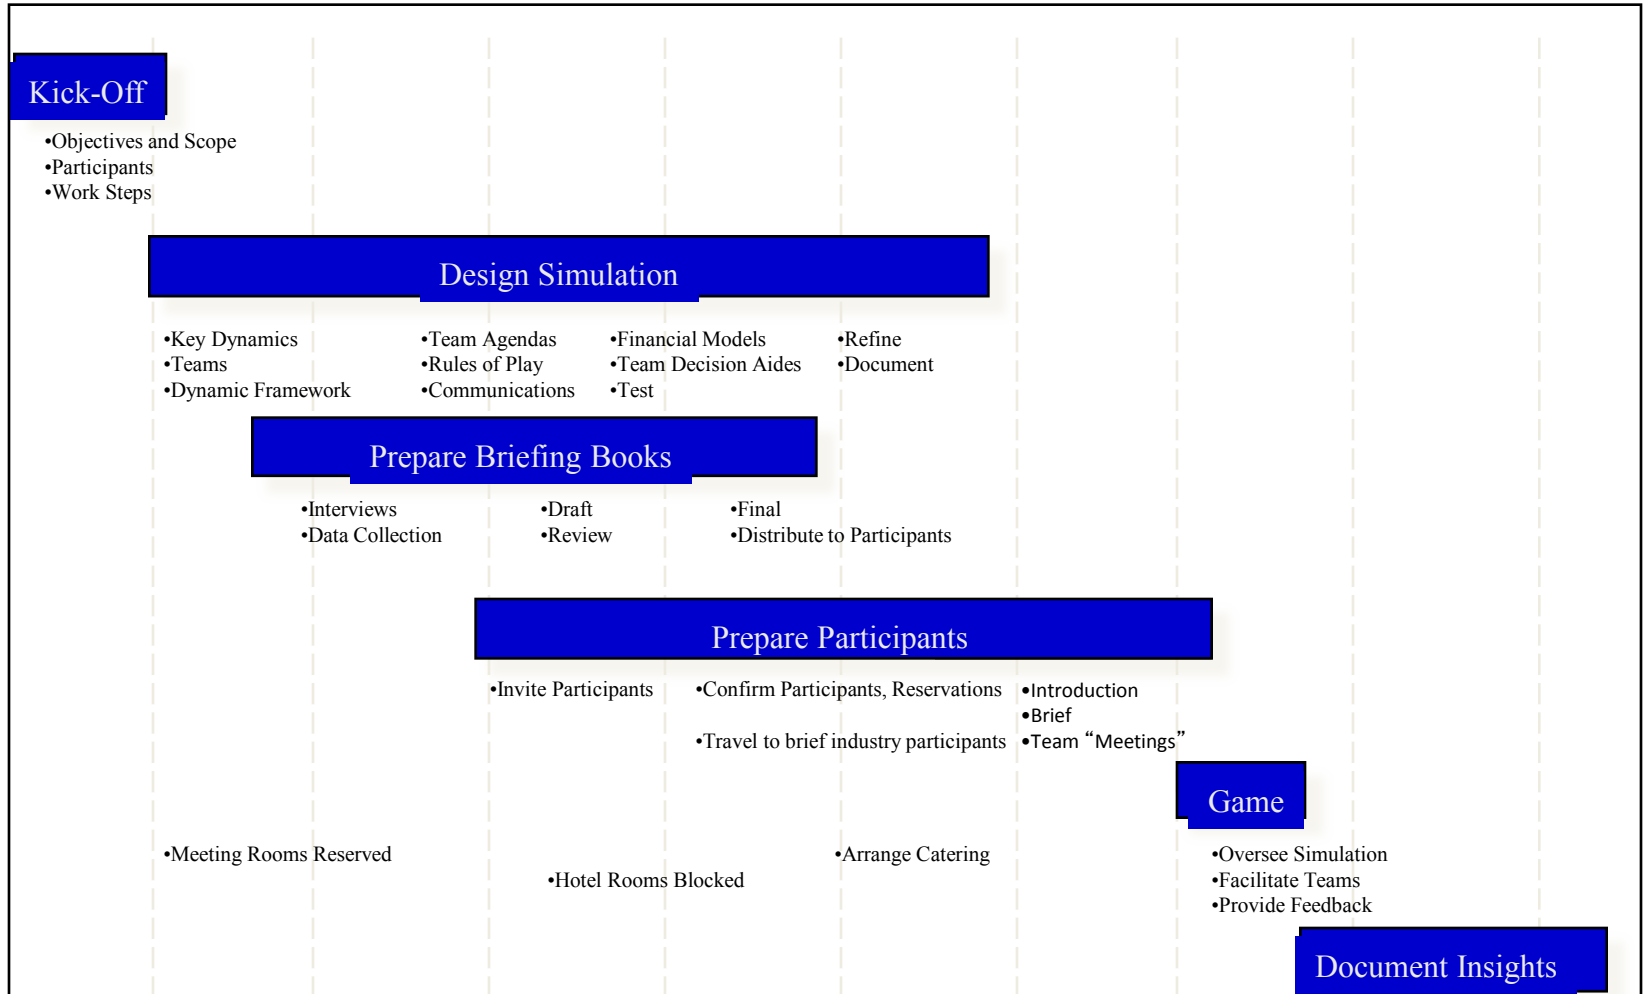 Kick-Off
•Objectives and Scope
•Participants
•Work Steps
Design Simulation
•Key Dynamics
•Teams
•Dynamic Framework
•Team Agendas
•Rules of Play
•Communications
•Financial Models
•Team Decision Aides
•Test
•Refine
•Document
Prepare Briefing Books
•Interviews
•Data Collection
•Draft
•Review
•Final
•Distribute to Participants
Prepare Participants
•Invite Participants
•Confirm Participants, Reservations
•Travel to brief industry participants
•Introduction
•Brief
•Team “Meetings”
Game
•Meeting Rooms Reserved
•Hotel Rooms Blocked
•Arrange Catering
•Oversee Simulation
•Facilitate Teams
•Provide Feedback
Document Insights